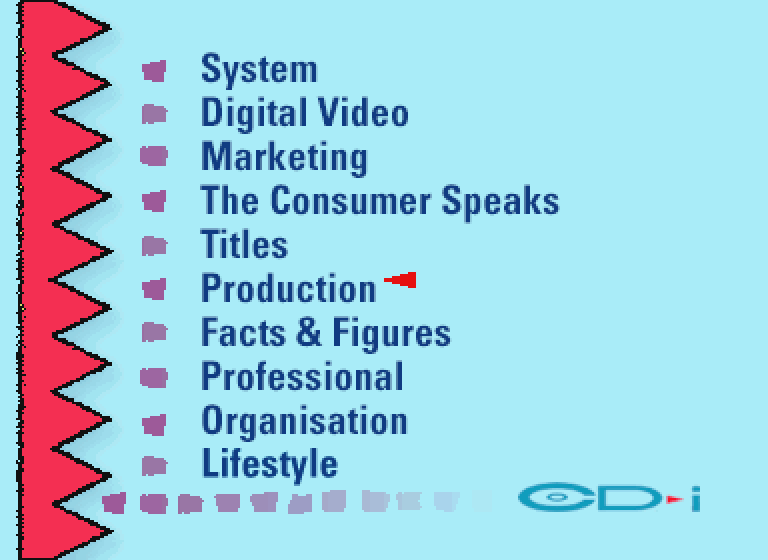 System
Digital Video
Marketing
The Consumer Speaks
Titles
Production
Facts & Figures
Professional
Organisation
Lifestyle
CD-i